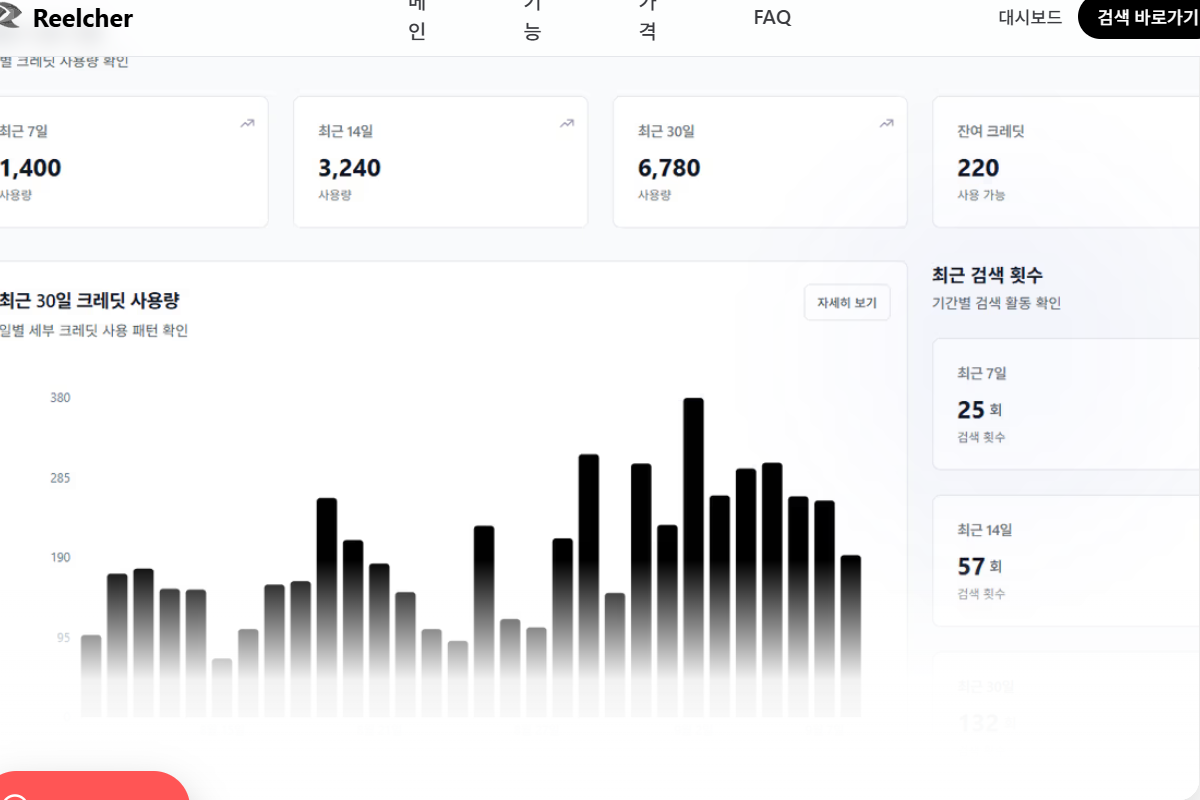 Reelcher
메
인
기
능
가
격
FAQ
대시보드
검색 바로가기
별 크레딧 사용량 확인
최근 7일
1,400
사용량
최근 14일
3,240
사용량
최근 30일
6,780
사용량
잔여 크레딧
220
사용 가능
최근 30일 크레딧 사용량
일별 세부 크레딧 사용 패턴 확인
자세히 보기
380
285
190
95
최근 검색 횟수
기간별 검색 활동 확인
최근 7일
25 회
검색 횟수
최근 14일
57 회
검색 횟수
최근 30일
132 회